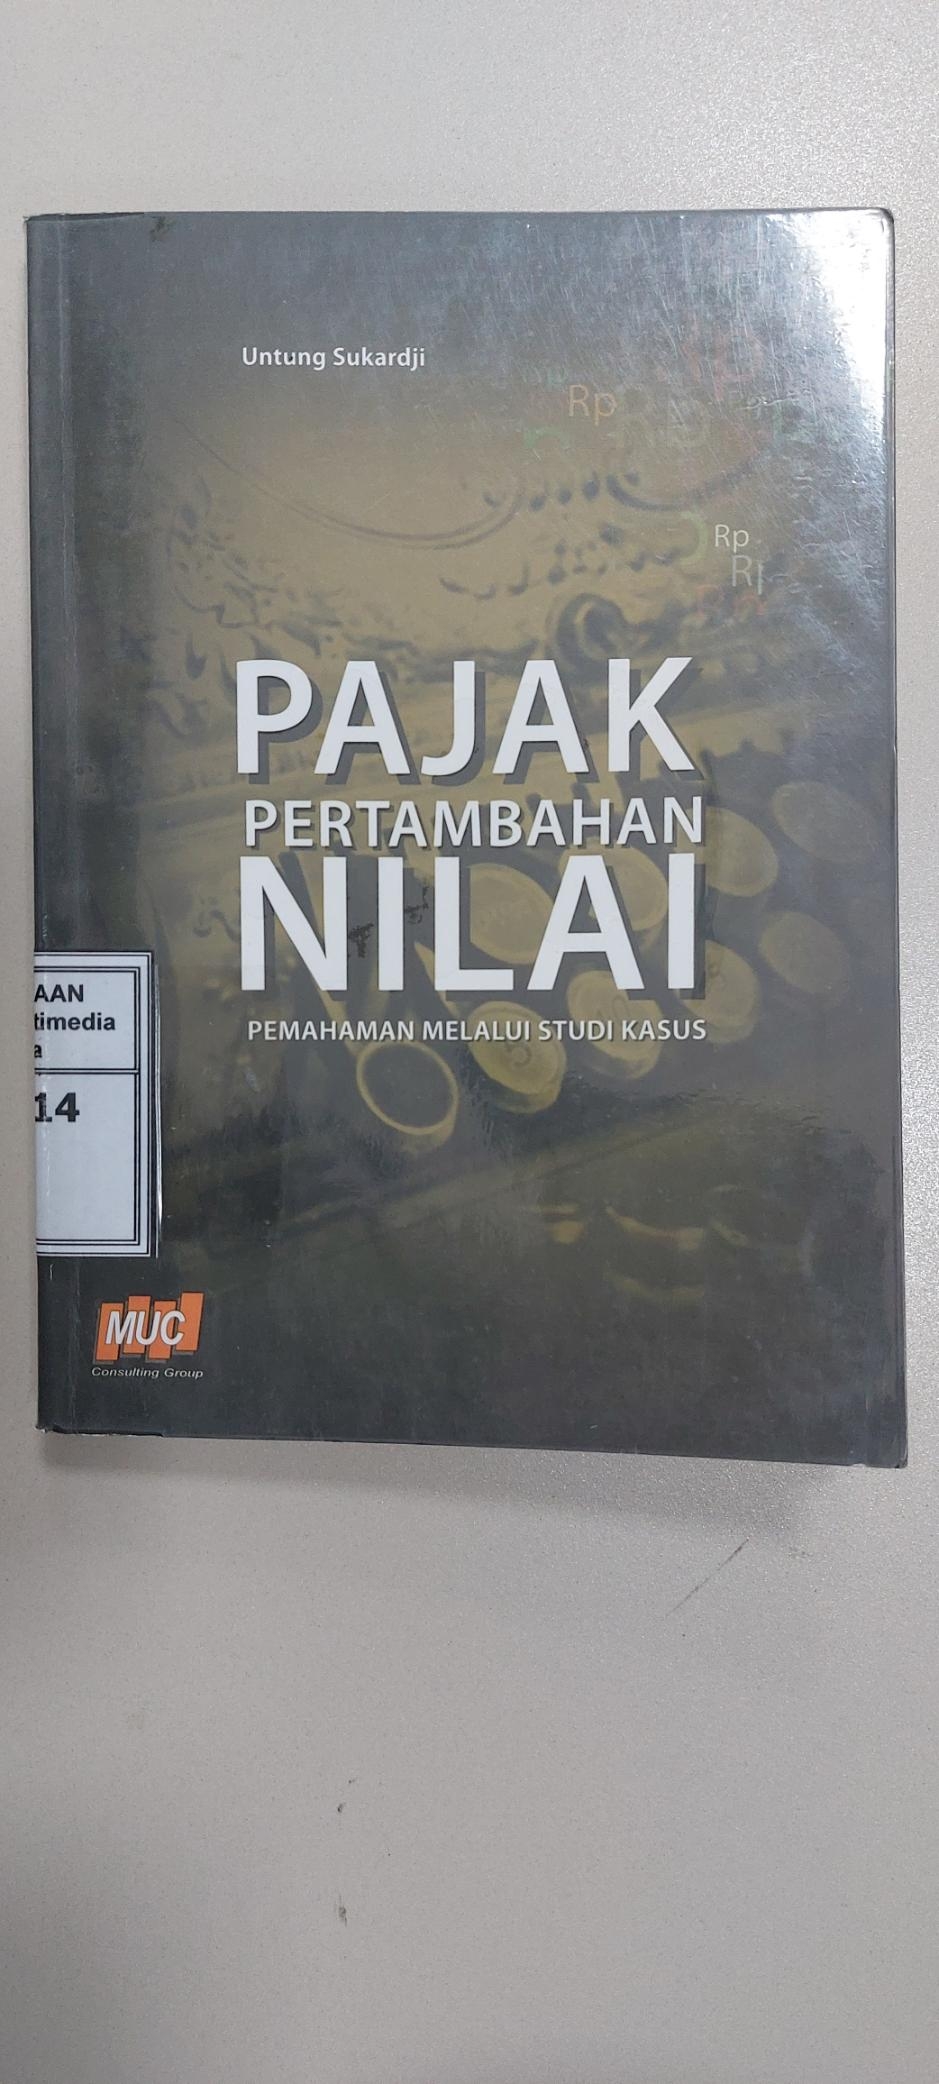 Untung Sukardji
Rp
Rp
PAJAK
PERTAMBAHAN
NILAI
PEMAHAMAN MELALUI STUDI KASUS
AAN
timedia
a
14
MUC
Consulting Group